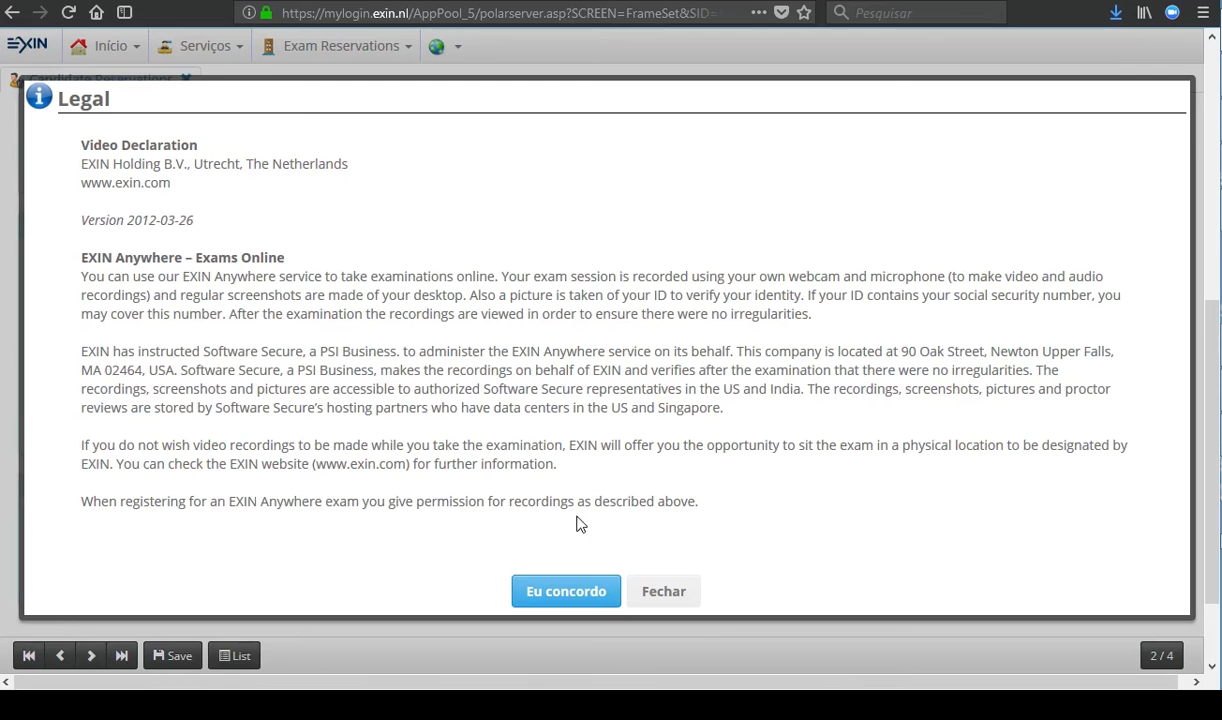 https://mylogin.exin.nl/AppPool_5/polarserver.asp?SCREEN=FrameSet&SID=
Pesquisar
EXIN
Início
Serviços
Exam Reservations
Candidate Reservations
Legal
Video Declaration
EXIN Holding B.V., Utrecht, The Netherlands
www.exin.com
Version 2012-03-26
EXIN Anywhere – Exams Online
You can use our EXIN Anywhere service to take examinations online. Your exam session is recorded using your own webcam and microphone (to make video and audio
recordings) and regular screenshots are made of your desktop. Also a picture is taken of your ID to verify your identity. If your ID contains your social security number, you
may cover this number. After the examination the recordings are viewed in order to ensure there were no irregularities.
EXIN has instructed Software Secure, a PSI Business. to administer the EXIN Anywhere service on its behalf. This company is located at 90 Oak Street, Newton Upper Falls,
MA 02464, USA. Software Secure, a PSI Business, makes the recordings on behalf of EXIN and verifies after the examination that there were no irregularities. The
recordings, screenshots and pictures are accessible to authorized Software Secure representatives in the US and India. The recordings, screenshots, pictures and proctor
reviews are stored by Software Secure's hosting partners who have data centers in the US and Singapore.
If you do not wish video recordings to be made while you take the examination, EXIN will offer you the opportunity to sit the exam in a physical location to be designated by
EXIN. You can check the EXIN website (www.exin.com) for further information.
When registering for an EXIN Anywhere exam you give permission for recordings as described above.
Eu concordo
Fechar
Save
List
2 / 4